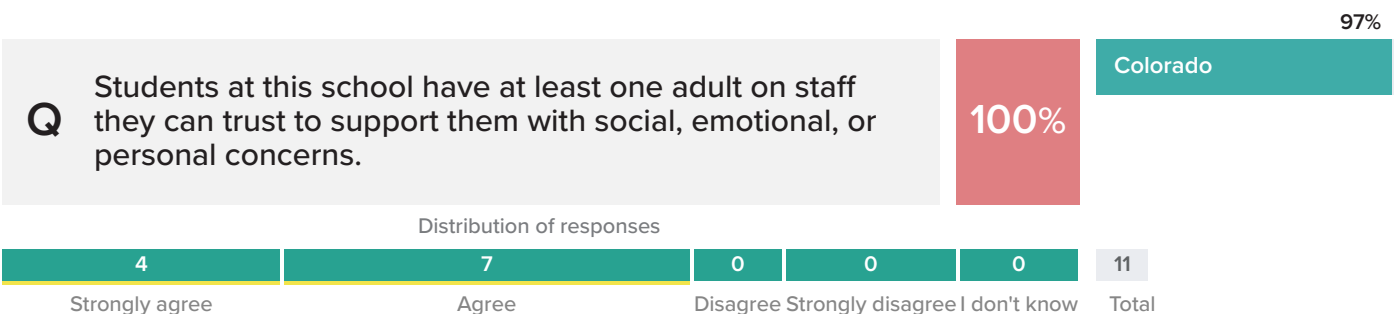 97%
Colorado
Q
Students at this school have at least one adult on staff
they can trust to support them with social, emotional, or
personal concerns.
100%
Distribution of responses
4 7 0 0 0 11
Strongly agree Agree Disagree Strongly disagree I don't know Total